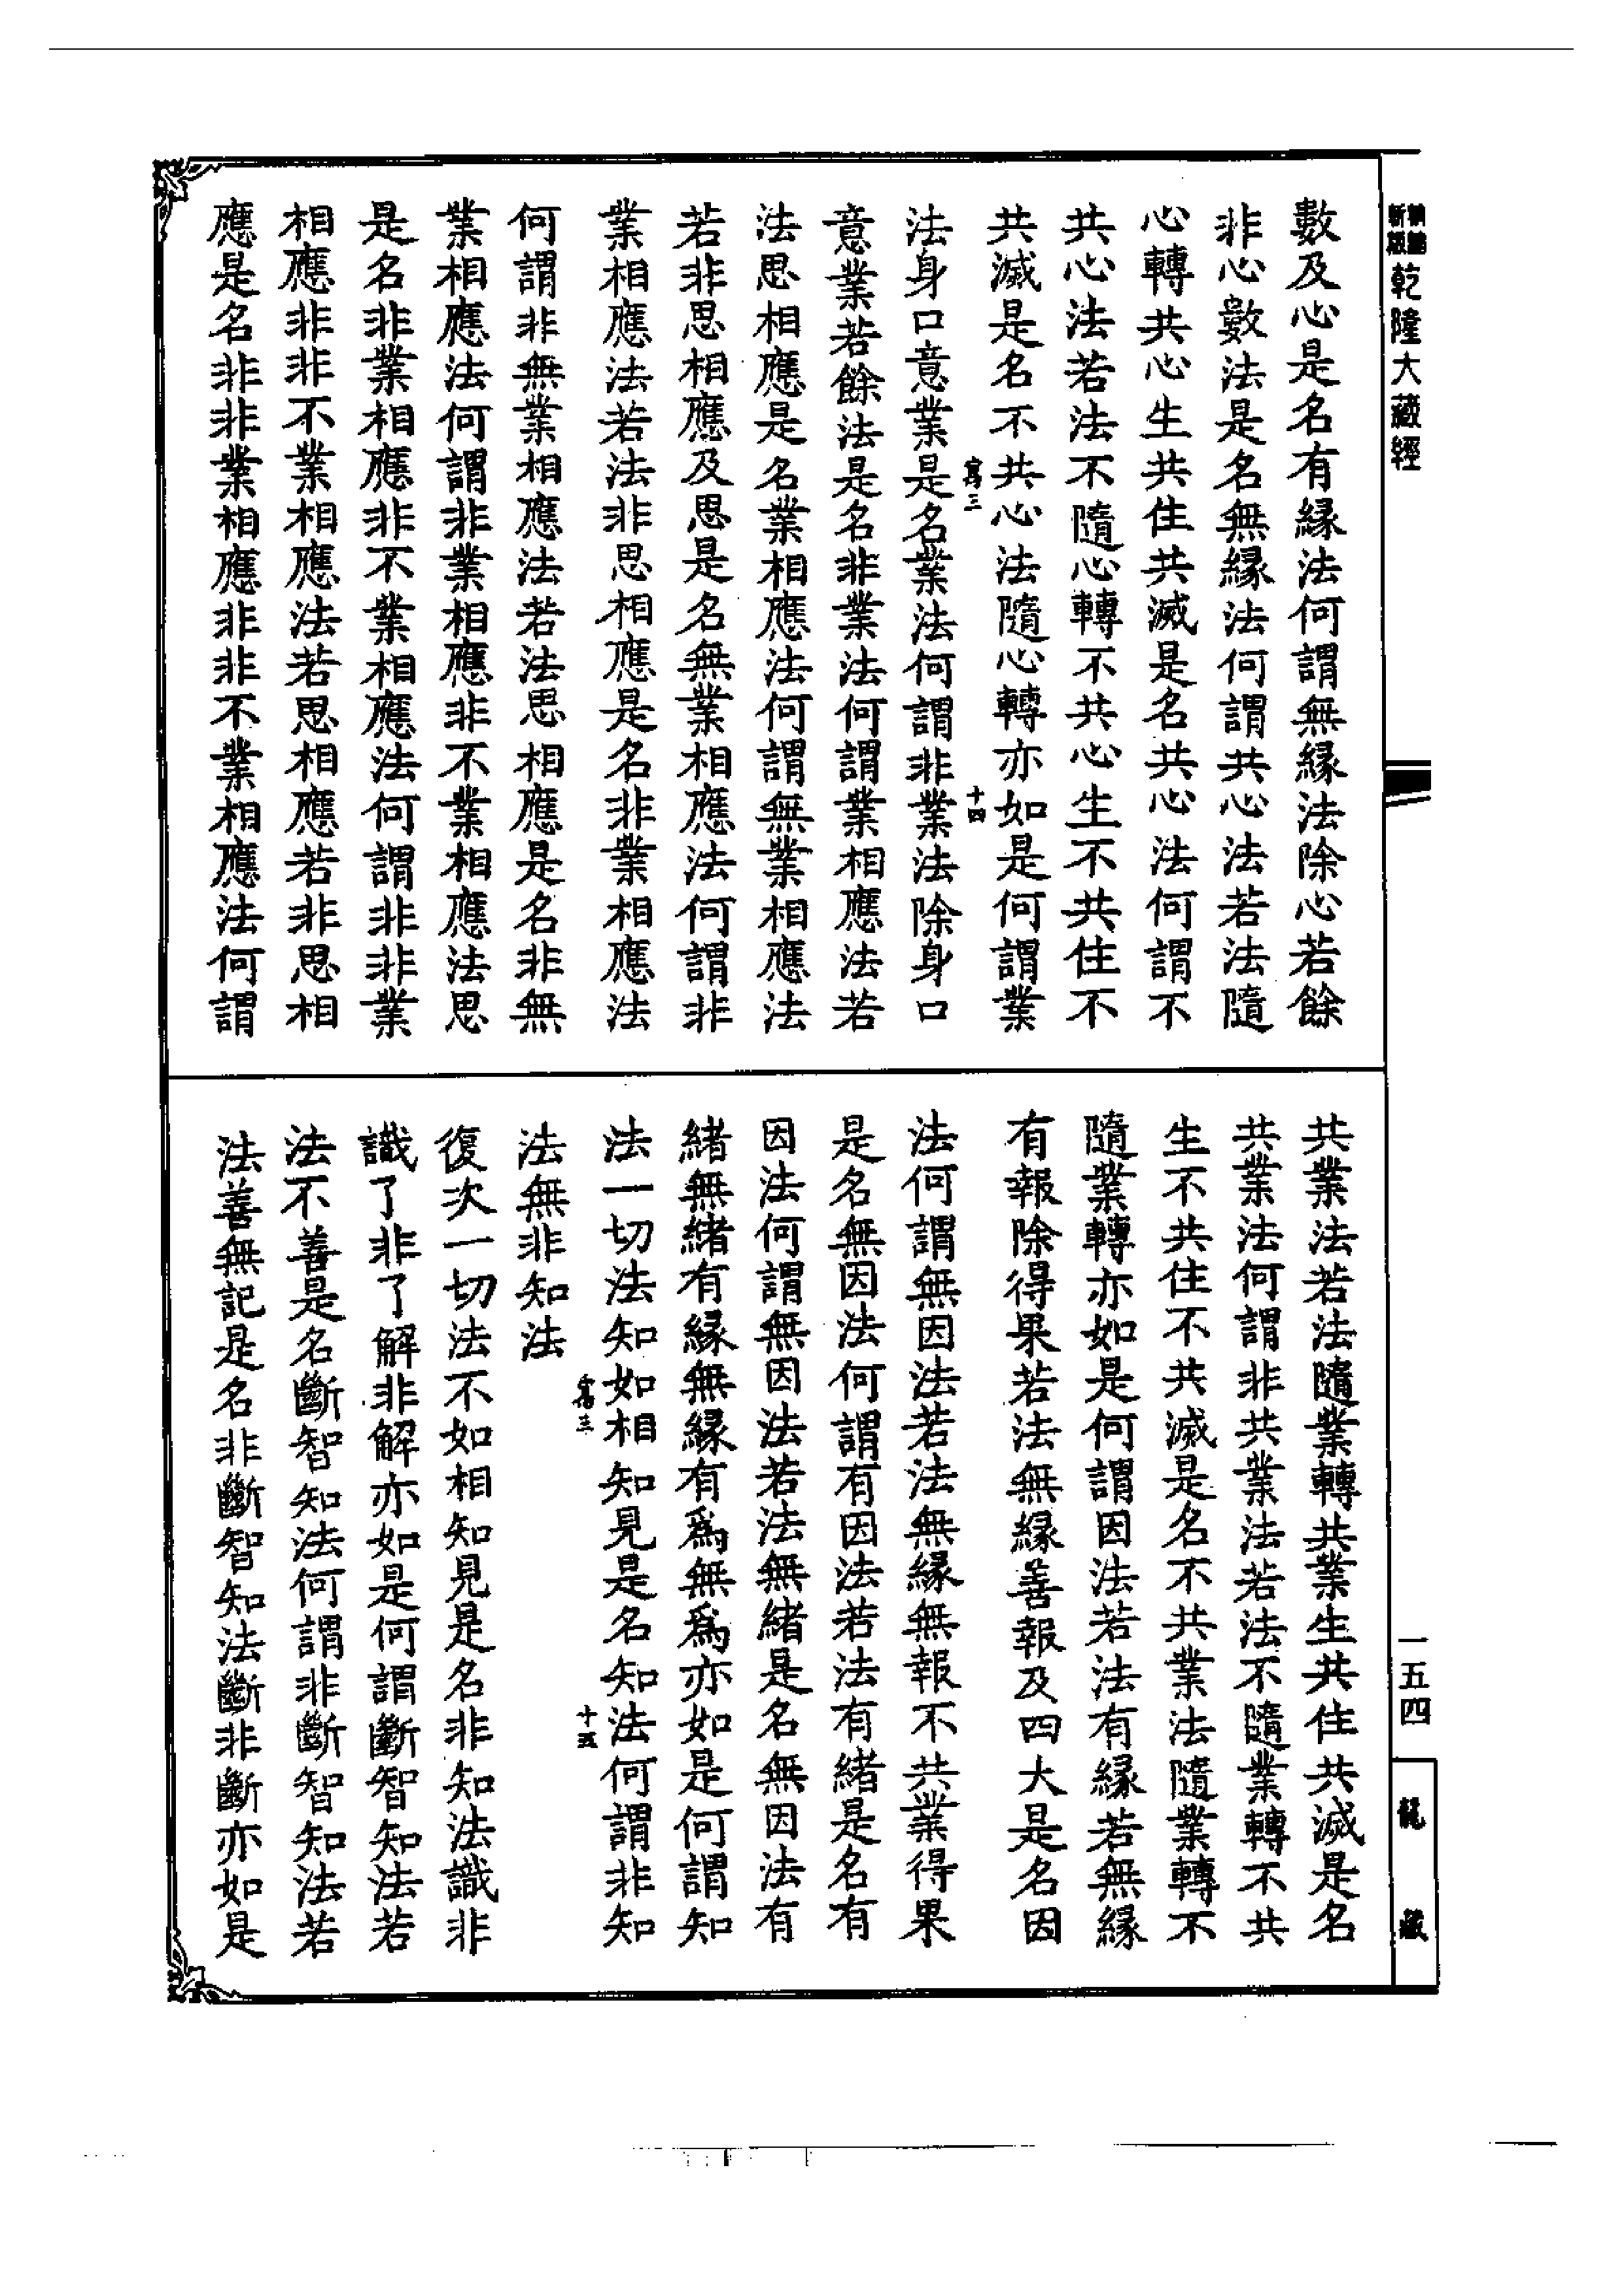 乾隆大藏經
數及心是名有緣法何謂無緣法除心若餘
非心數法是名無緣法何謂共心法若法隨
心轉共心生共住共滅是名共心法何謂不
共心法若法不隨心轉不共心生不共住不
共滅是名不共心法隨心轉亦如是何謂業
寫三
十四
法身口意業是名業法何謂非業法除身口
意業若餘法是名非業法何謂業相應法若
法思相應是名業相應法何謂無業相應法
若非思相應及思是名無業相應法何謂非
業相應法若法非思相應是名非業相應法
何謂非無業相應法若法思相應是名非無
業相應法何謂非業相應非不業相應法思
是名非業相應非不業相應法何謂非非業
相應非非不業相應法若思相應若非思相
應是名非非業相應非非不業相應法何謂
共業法若法隨業轉共業生共住共滅是名
共業法何謂非共業法若法不隨業轉不共
生不共住不共滅是名不共業法隨業轉不
隨業轉亦如是何謂因法若法有緣若無緣
有報除得果若法無緣善報及四大是名因
法何謂無因法若法無緣無報不共業得果
是名無因法何謂有因法若法有緒是名有
因法何謂無因法若法無緒是名無因法有
緒無緒有緣無緣有為無為亦如是何謂知
法一切法知如相知見是名知法何謂非知
三
十五
法無非知法
復次一切法不如相知見是名非知法識非
識了非了解非解亦如是何謂斷智知法若
法不善是名斷智知法何謂非斷智知法若
法善無記是名非斷智知法斷非斷亦如是
一五四
龍藏